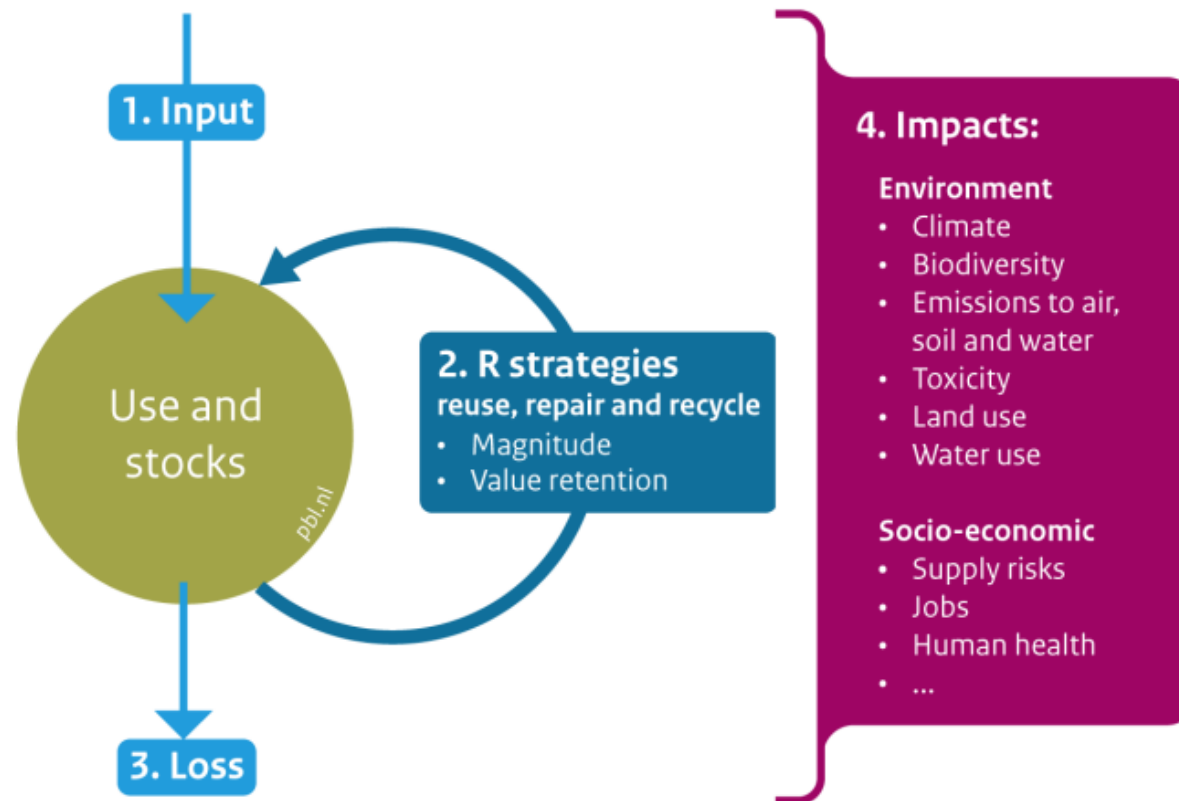 1. Input
Use and
stocks
pbl.nl
2. R strategies
reuse, repair and recycle
• Magnitude
• Value retention
3. Loss
4. Impacts:
Environment
• Climate
• Biodiversity
• Emissions to air,
soil and water
• Toxicity
• Land use
• Water use
Socio-economic
• Supply risks
• Jobs
• Human health
• ...